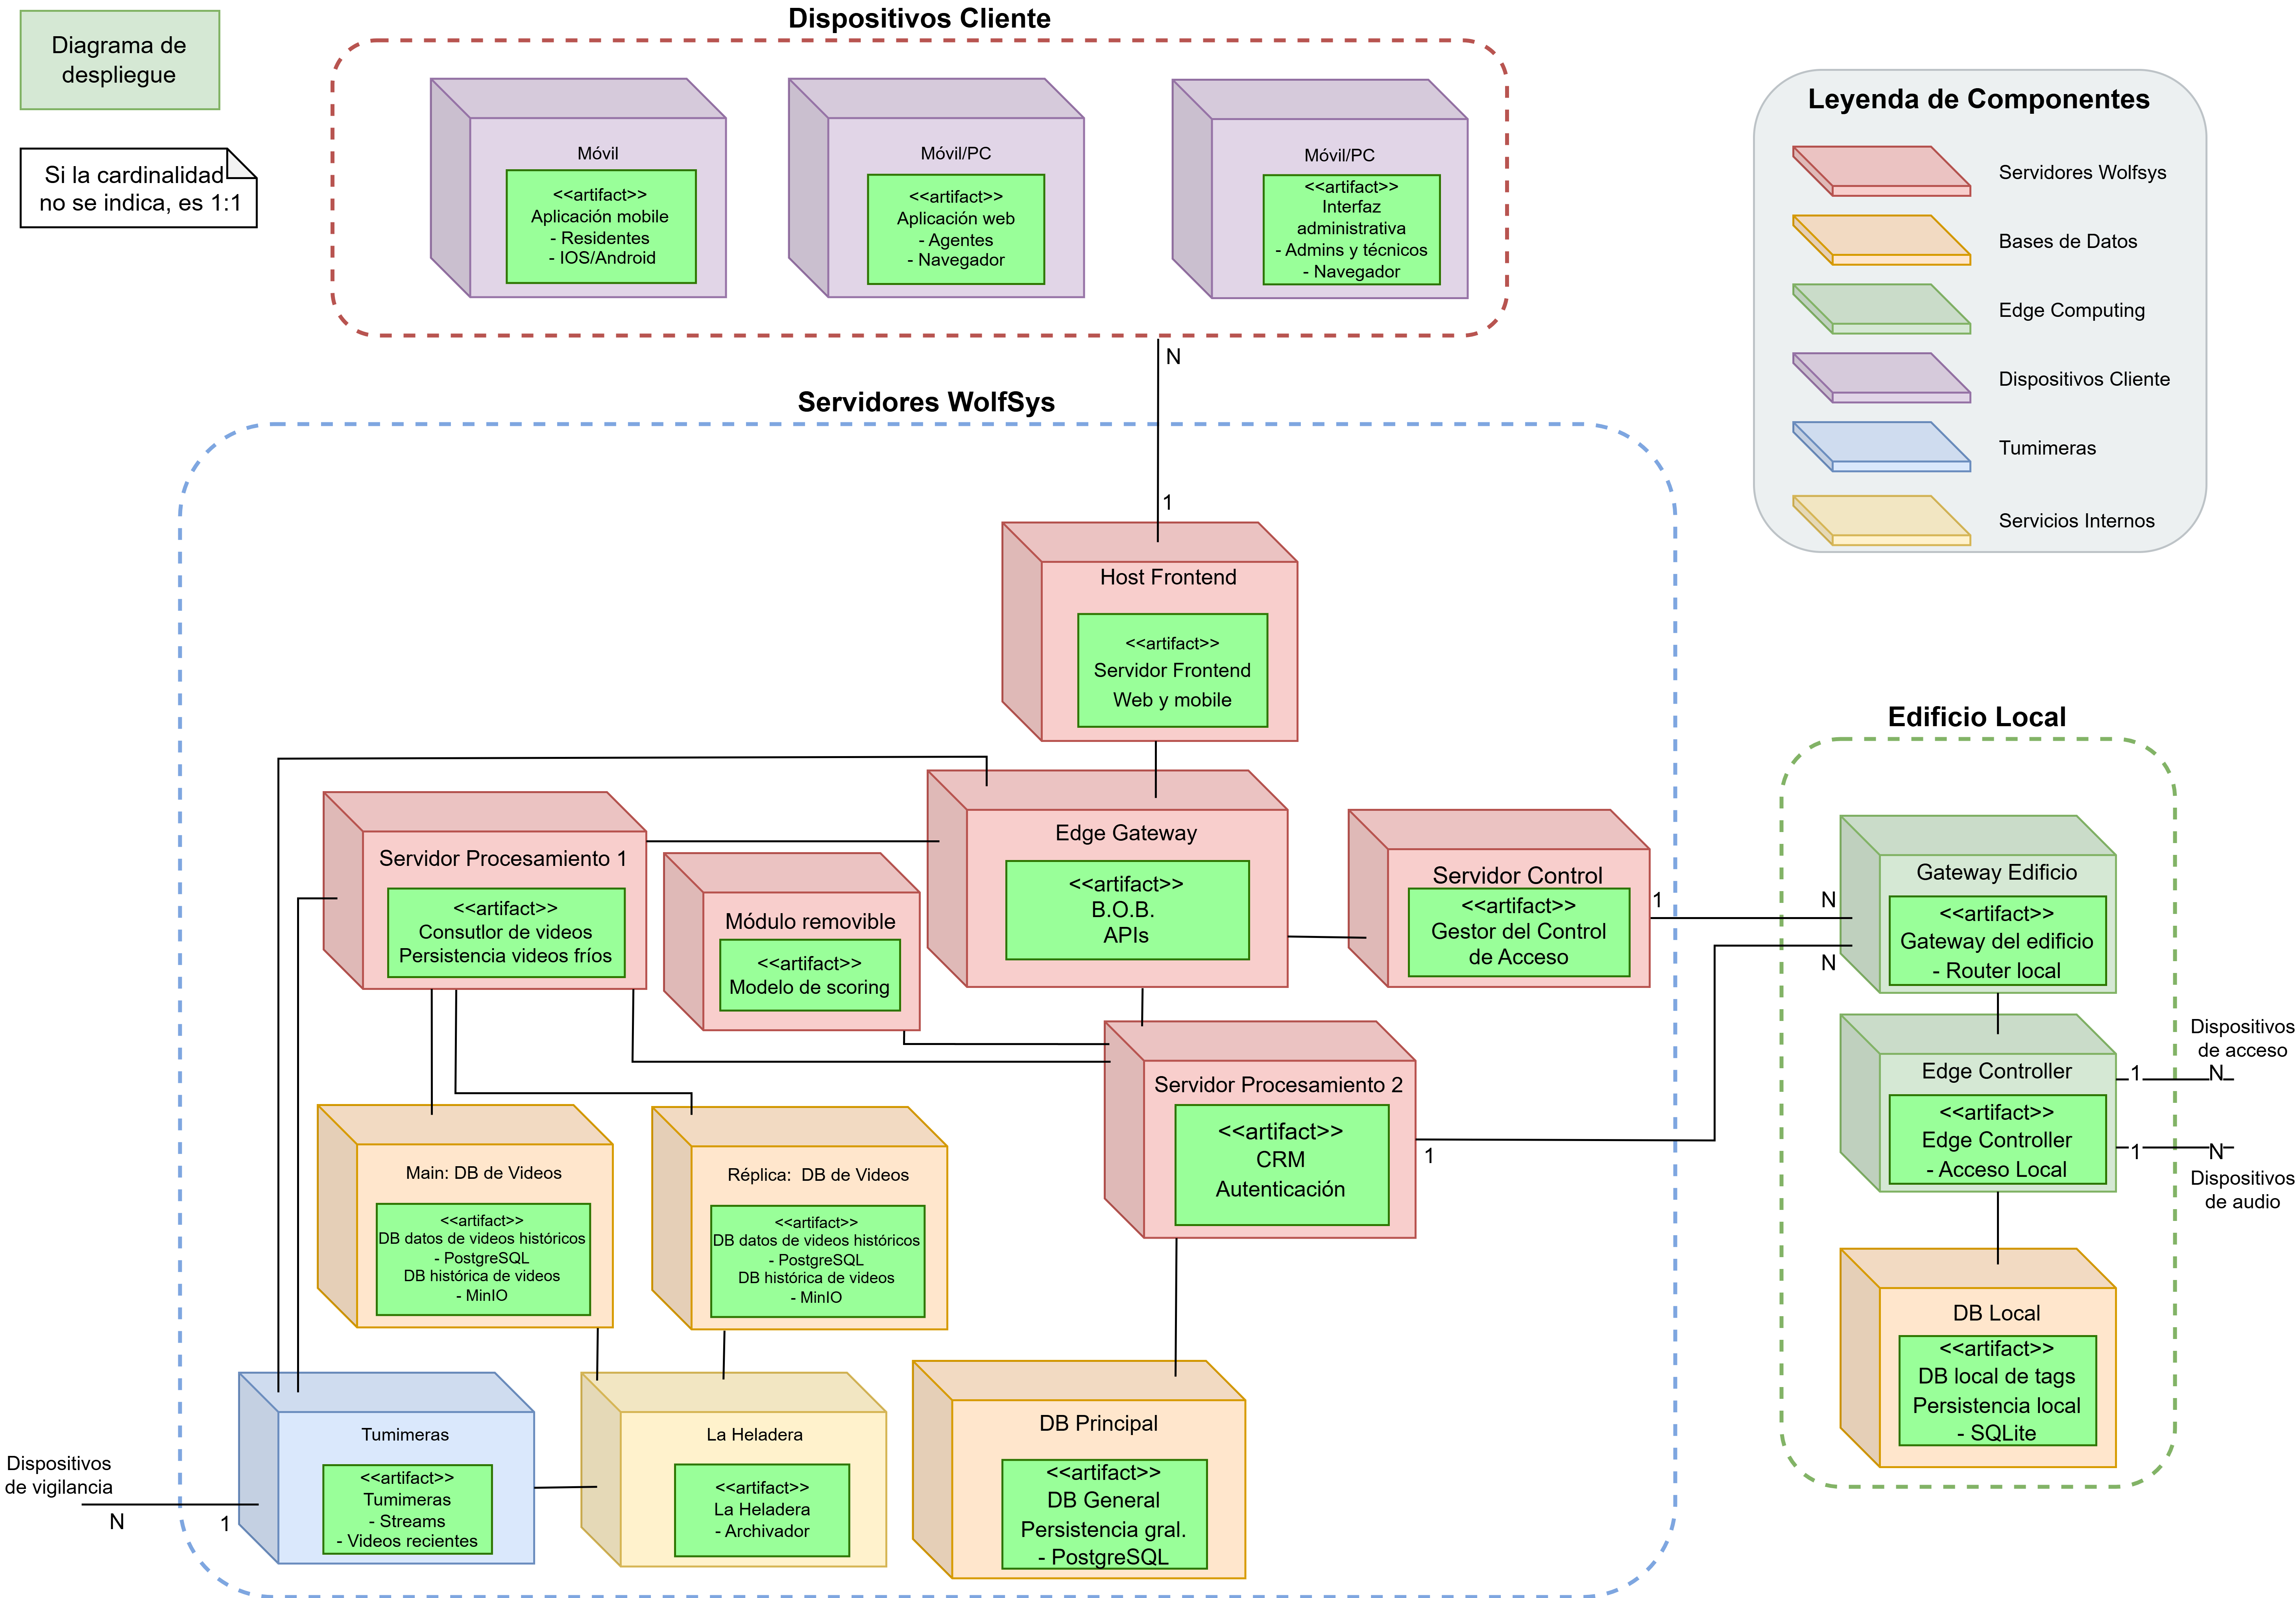 Diagrama de
despliegue
Si la cardinalidad
no se indica, es 1:1
Dispositivos Cliente
Móvil
<<artifact>>
Aplicación mobile
- Residentes
- IOS/Android
Móvil/PC
<<artifact>>
Aplicación web
- Agentes
- Navegador
Móvil/PC
<<artifact>>
Interfaz
administrativa
- Admins y técnicos
- Navegador
Leyenda de Componentes
Servidores Wolfsys
Bases de Datos
Edge Computing
Dispositivos Cliente
Tumimeras
Servicios Internos
N
1
Servidores WolfSys
Host Frontend
<<artifact>>
Servidor Frontend
Web y mobile
Edge Gateway
<<artifact>>
B.O.B.
APIs
Servidor Procesamiento 1
<<artifact>>
Consutlor de videos
Persistencia videos fríos
Módulo removible
<<artifact>>
Modelo de scoring
Servidor Control
<<artifact>>
Gestor del Control
de Acceso
1
N
N
Servidor Procesamiento 2
<<artifact>>
CRM
Autenticación
1
Main: DB de Videos
<<artifact>>
DB datos de videos históricos
- PostgreSQL
DB histórica de videos
- MinIO
Réplica:  DB de Videos
<<artifact>>
DB datos de videos históricos
- PostgreSQL
DB histórica de videos
- MinIO
Tumimeras
<<artifact>>
Tumimeras
- Streams
- Videos recientes
La Heladera
<<artifact>>
La Heladera
- Archivador
DB Principal
<<artifact>>
DB General
Persistencia gral.
- PostgreSQL
Dispositivos
de vigilancia
N
1
Edificio Local
Gateway Edificio
<<artifact>>
Gateway del edificio
- Router local
Edge Controller
<<artifact>>
Edge Controller
- Acceso Local
Dispositivos
de acceso
1
N
1
N
Dispositivos
de audio
DB Local
<<artifact>>
DB local de tags
Persistencia local
- SQLite